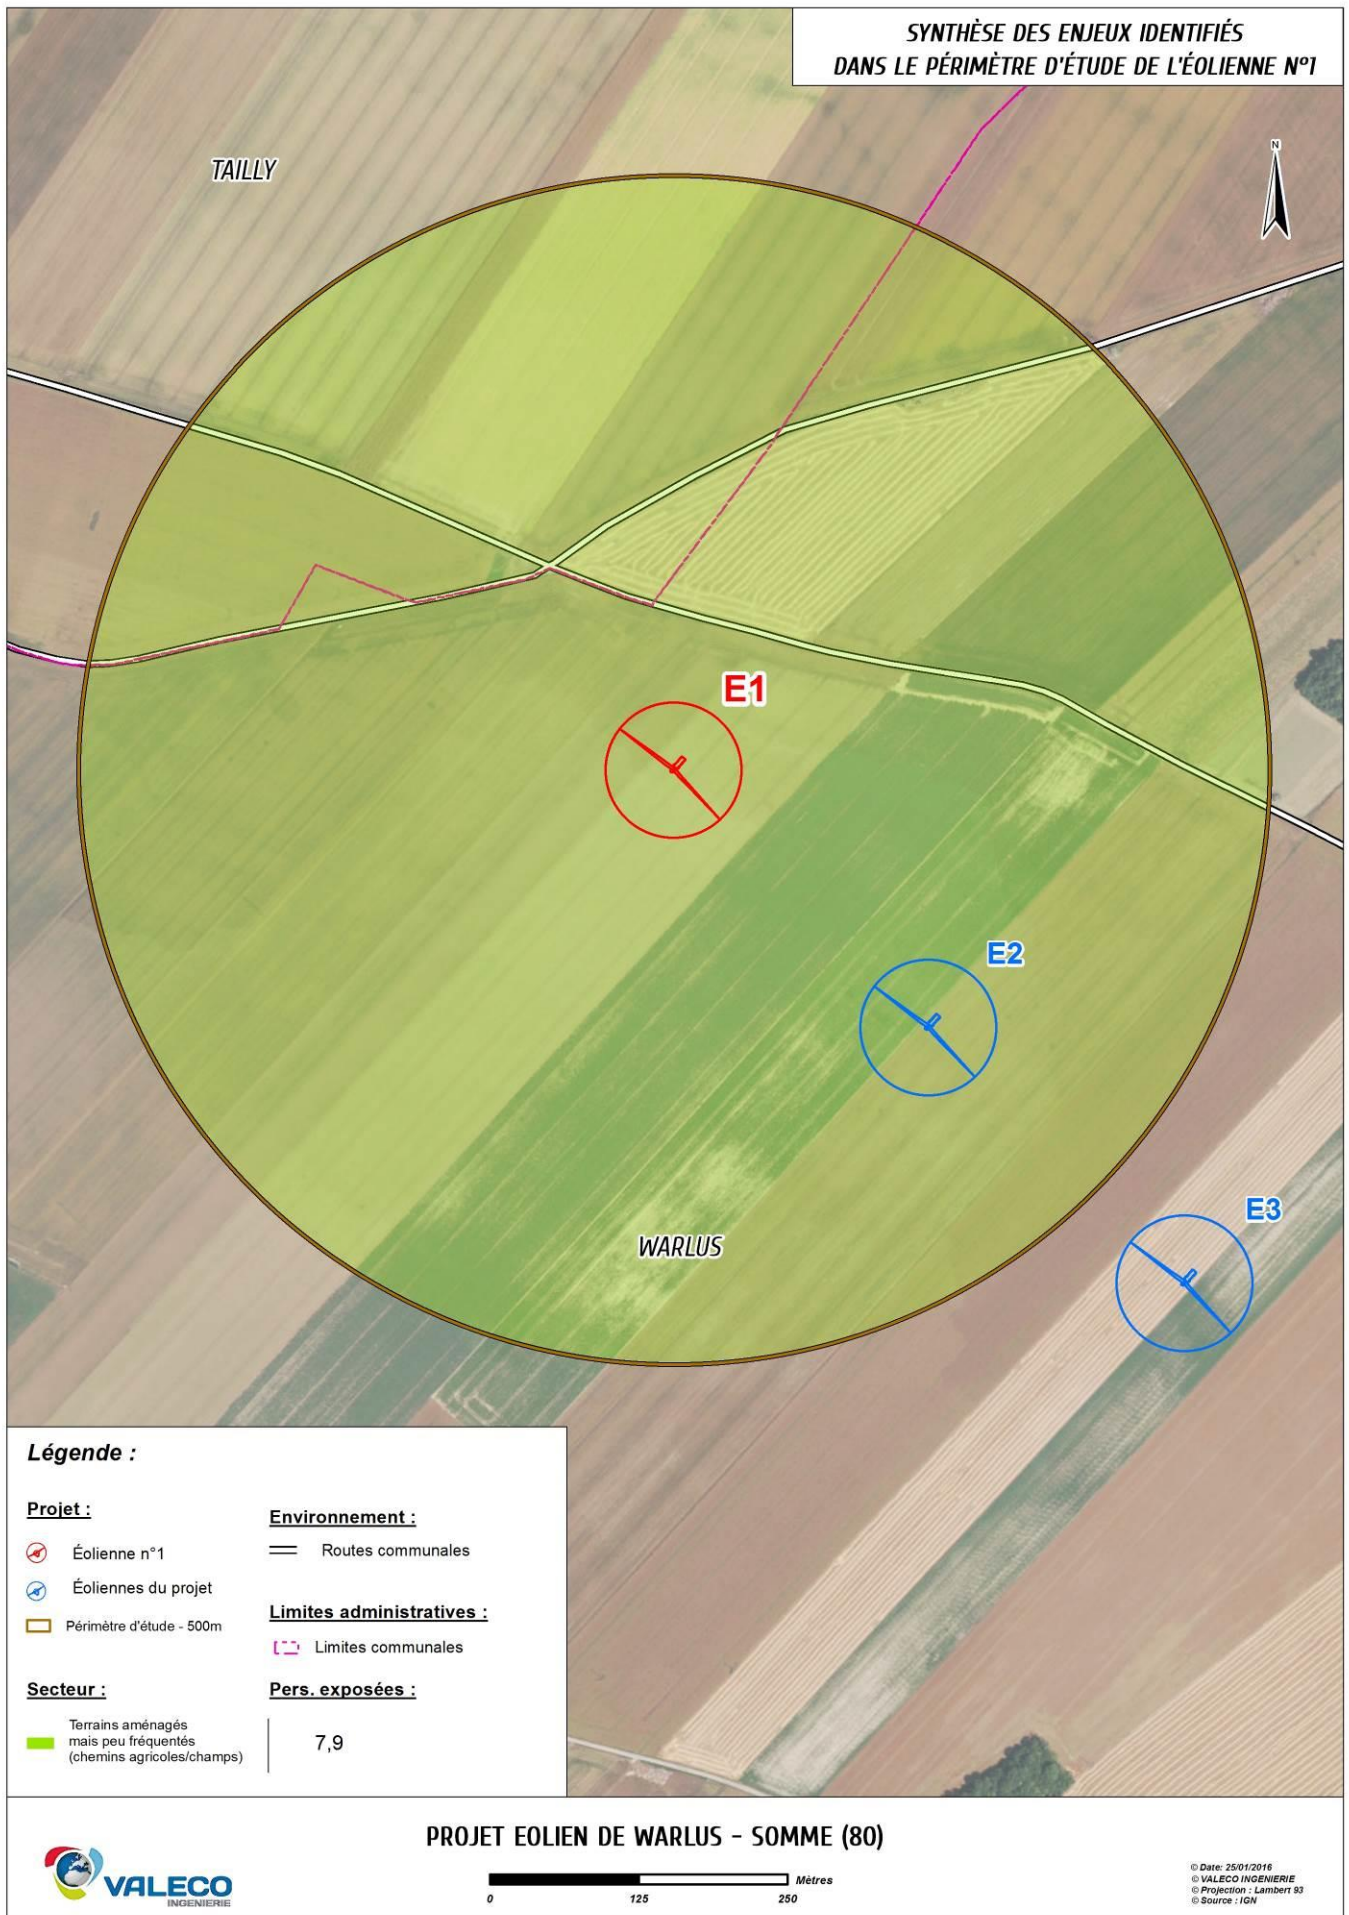 SYNTHÈSE DES ENJEUX IDENTIFIÉS
DANS LE PÉRIMÈTRE D'ÉTUDE DE L'ÉOLIENNE N°1
TAILLY
N
E1
E2
E3
WARLUS
Légende :
Projet :
Éolienne n°1
Éoliennes du projet
Périmètre d'étude - 500m
Environnement :
Routes communales
Limites administratives :
Limites communales
Secteur :
Terrains aménagés
mais peu fréquentés
(chemins agricoles/champs)
Pers. exposées :
7,9
PROJET EOLIEN DE WARLUS - SOMME (80)
VALECO
INGENIERIE
Mètres
0 125 250
© Date: 25/01/2016
© VALECO INGENIERIE
© Projection : Lambert 93
© Source : IGN